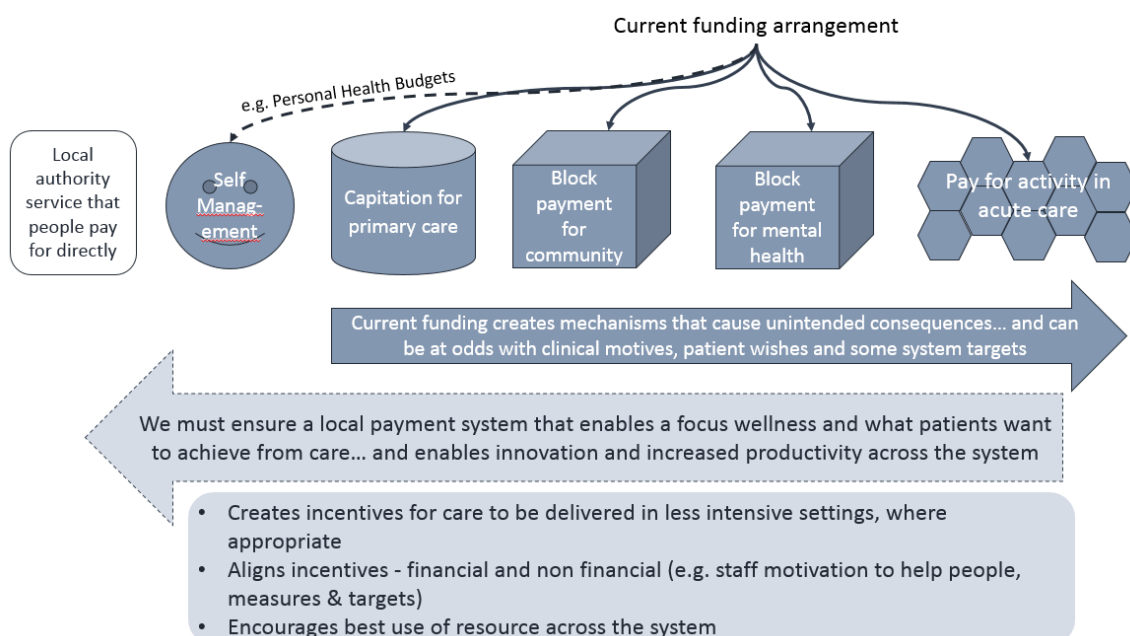 Current funding arrangement
e.g. Personal Health Budgets
Local
authority
service that
people pay
for directly
Self
Manag-
ement
Capitation for
primary care
Block
payment
for
community
Block
payment
for mental
health
Pay for activity in
acute care
Current funding creates mechanisms that cause unintended consequences... and can
be at odds with clinical motives, patient wishes and some system targets
We must ensure a local payment system that enables a focus wellness and what patients want
to achieve from care... and enables innovation and increased productivity across the system
• Creates incentives for care to be delivered in less intensive settings, where
appropriate
• Aligns incentives - financial and non financial (e.g. staff motivation to help people,
measures & targets)
• Encourages best use of resource across the system